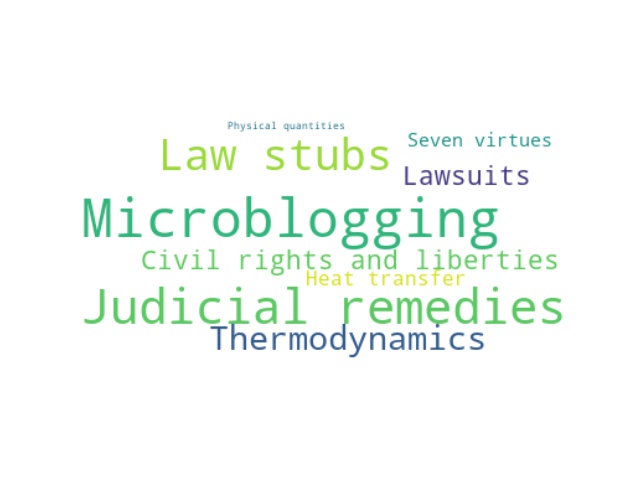 Physical quantities
Seven virtues
Law stubs
Lawsuits
Microblogging
Civil rights and liberties
Heat transfer
Judicial remedies
Thermodynamics